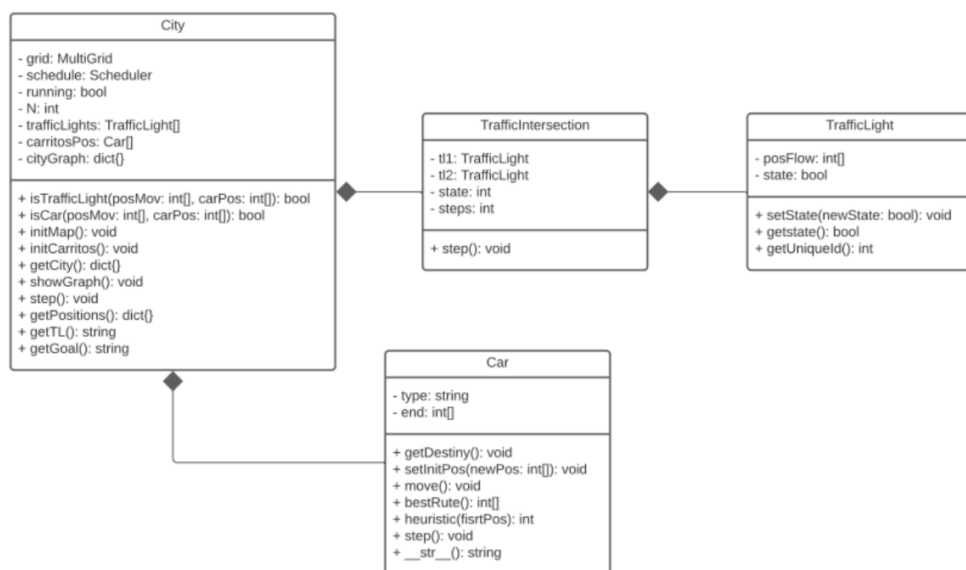 City
- grid: MultiGrid
- schedule: Scheduler
- running: bool
- N: int
- trafficLights: TrafficLight[]
- carritosPos: Car[]
- cityGraph: dict{}
+ isTrafficLight(posMov: int[], carPos: int[]): bool
+ isCar(posMov: int[], carPos: int[]): bool
+ initMap(): void
+ initCarritos(): void
+ getCity(): dict{}
+ showGraph(): void
+ step(): void
+ getPositions(): dict{}
+ getTL(): string
+ getGoal(): string
TrafficIntersection
- tl1: TrafficLight
- tl2: TrafficLight
- state: int
- steps: int
+ step(): void
TrafficLight
- posFlow: int[]
- state: bool
+ setState(newState: bool): void
+ getstate(): bool
+ getUniqueId(): int
Car
- type: string
- end: int[]
+ getDestiny(): void
+ setInitPos(newPos: int[]): void
+ move(): void
+ bestRute(): int[]
+ heuristic(fisrtPos): int
+ step(): void
+ __str__(): string